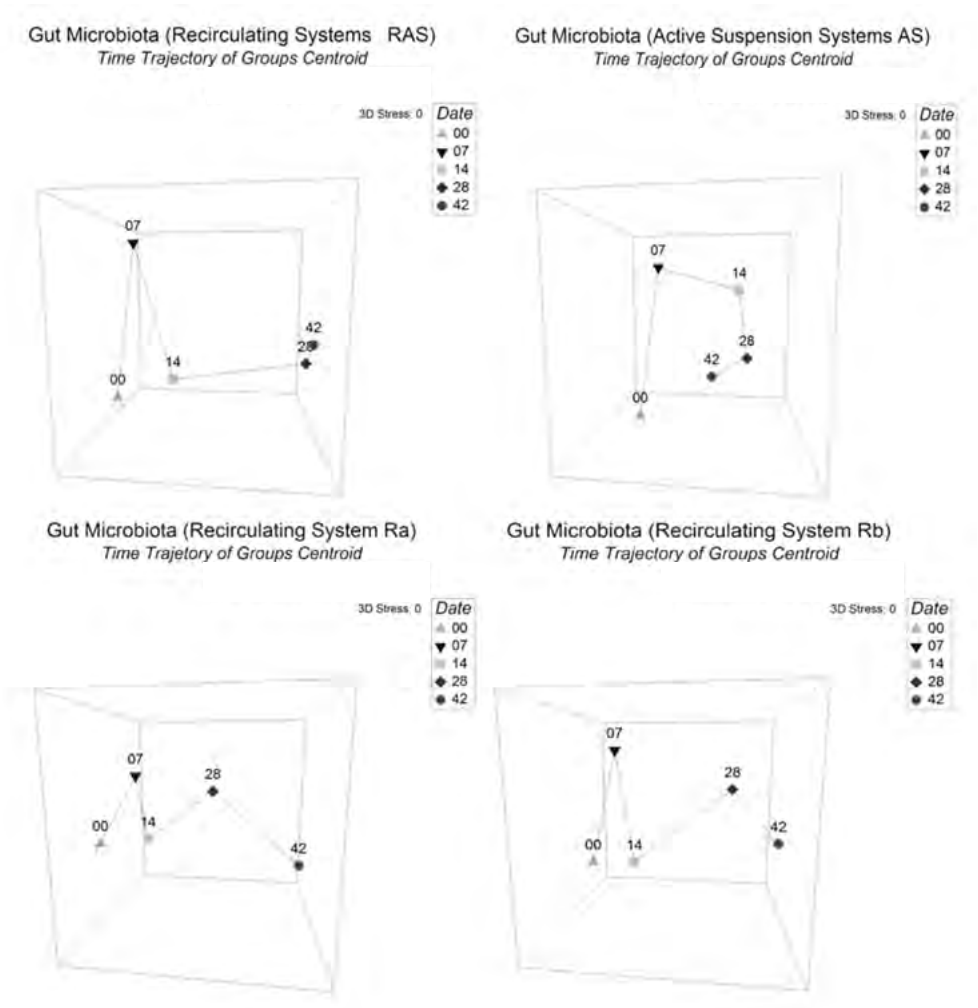 Gut Microbiota (Recirculating Systems RAS)
Time Trajectory of Groups Centroid
3D Stress: 0
Date
00
07
14
28
42
07
42
28
14
00
Gut Microbiota (Active Suspension Systems AS)
Time Trajectory of Groups Centroid
3D Stress: 0
Date
00
07
14
28
42
07
14
28
42
00
Gut Microbiota (Recirculating System Ra)
Time Trajetory of Groups Centroid
3D Stress: 0
Date
00
07
14
28
42
07
28
00
14
42
Gut Microbiota (Recirculating System Rb)
Time Trajetory of Groups Centroid
3D Stress: 0
Date
00
07
14
28
42
07
28
42
00
14